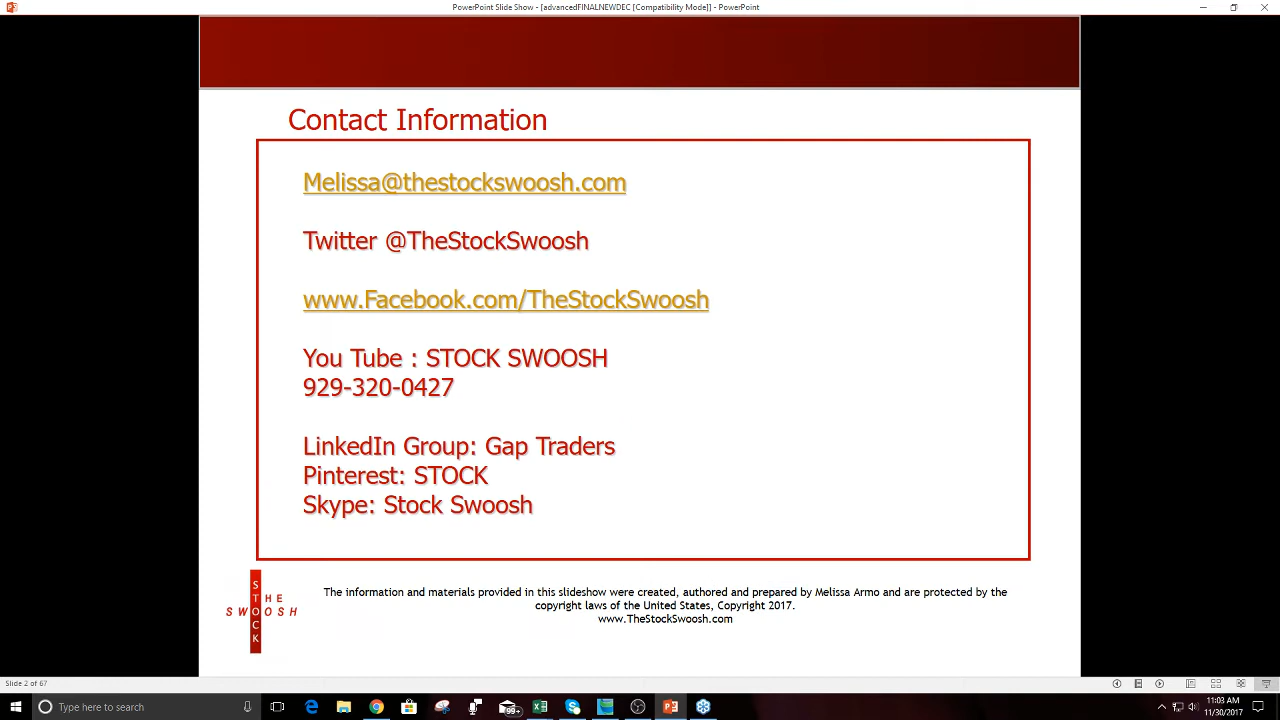 PowerPoint Slide Show - [advancedFINALNEWDEC [Compatibility Mode]] - PowerPoint
Contact Information
Melissa@thestockswoosh.com
Twitter @TheStockSwoosh
www.Facebook.com/TheStockSwoosh
You Tube : STOCK SWOOSH
929-320-0427
LinkedIn Group: Gap Traders
Pinterest: STOCK
Skype: Stock Swoosh
THE
STOCK
SWOOSH
The information and materials provided in this slideshow were created, authored and prepared by Melissa Armo and are protected by the
copyright laws of the United States, Copyright 2017.
www.TheStockSwoosh.com
Slide 2 of 67
Type here to search
99+
11:03 AM
11/30/2017